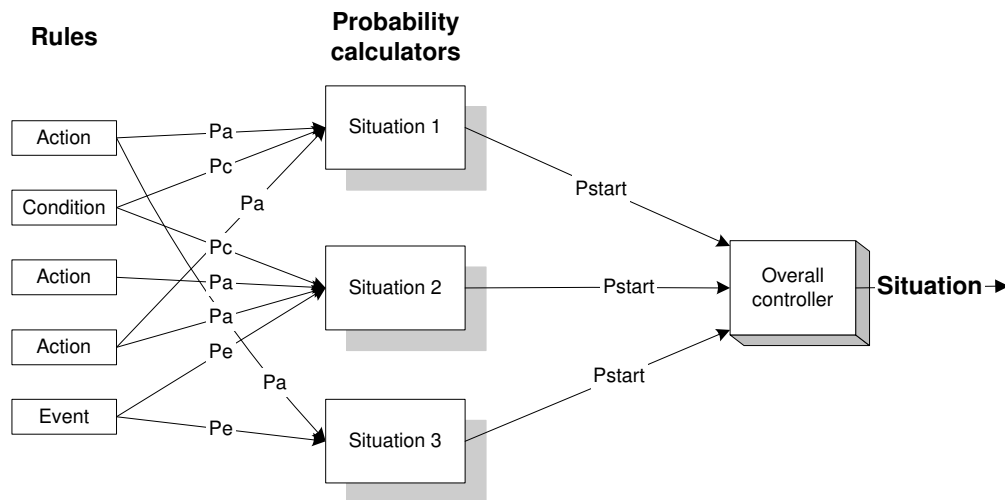 Rules
Probability
calculators
Action
Condition
Action
Action
Event
Pa
Pc
Pa
Pc
Pa
Pa
Pe
Pa
Pe
Situation 1
Situation 2
Situation 3
Pstart
Pstart
Pstart
Overall
controller
Situation